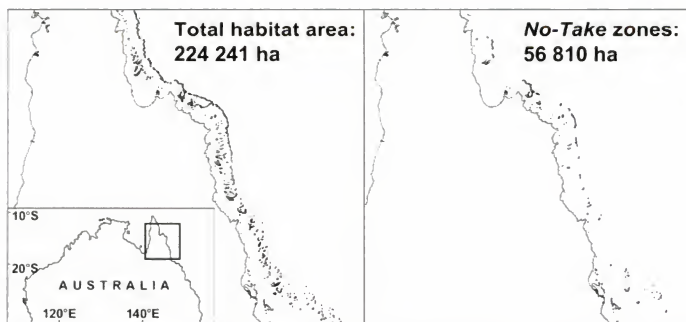 Total habitat area:
224 241 ha
No-Take zones:
56 810 ha
10°S
20°S
AUSTRALIA
120°E 140°E